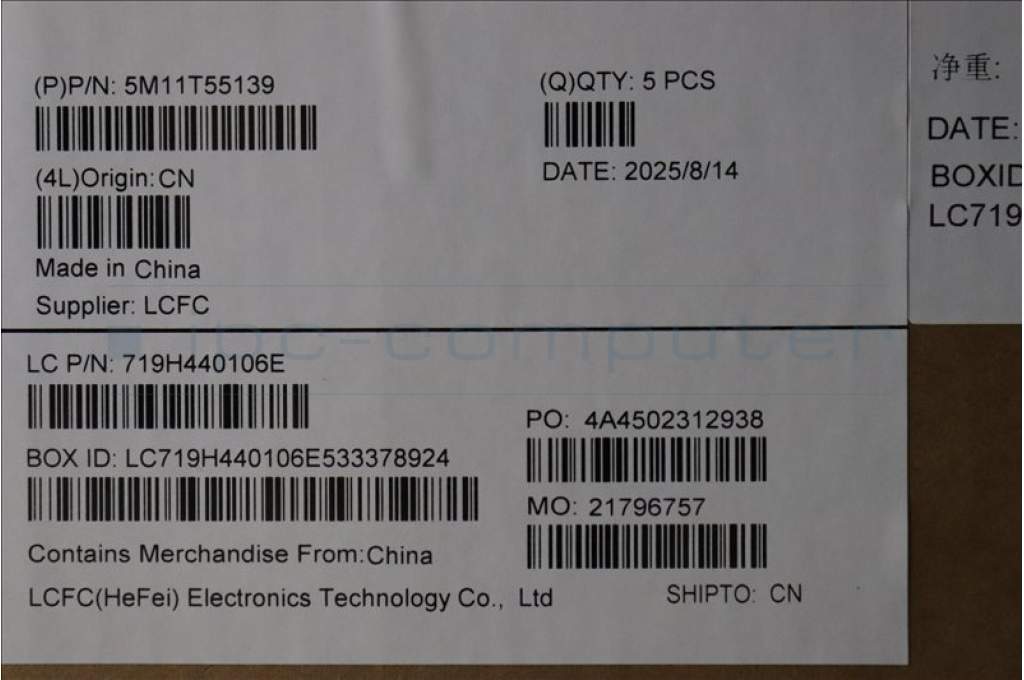 (P)P/N: 5M11T55139
(Q)QTY: 5 PCS
DATE: 2025/8/14
(4L)Origin:CN
Made in China
Supplier: LCFC
LC P/N: 719H440106E
PO: 4A4502312938
BOX ID: LC719H440106E533378924
MO: 21796757
Contains Merchandise From:China
LCFC(HeFei) Electronics Technology Co., Ltd
SHIPTO: CN
净重:
DATE:
BOXID
LC719
ipc-computer